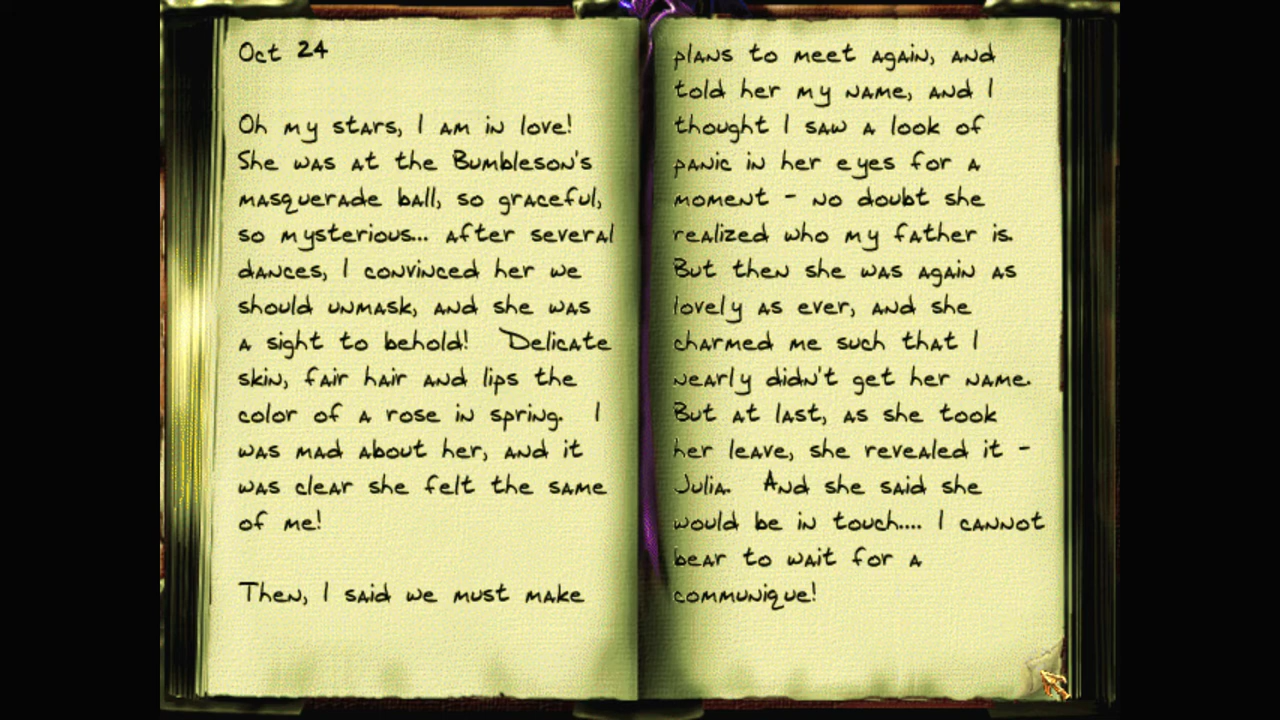 Oct 24
Oh my stars, I am in love!
She was at the Bumbleson's
masquerade ball, so graceful,
so mysterious... after several
dances, I convinced her we
should unmask, and she was
a sight to behold!  Delicate
skin, fair hair and lips the
color of a rose in spring.  I
was mad about her, and it
was clear she felt the same
of me!
Then, I said we must make
plans to meet again, and
told her my name, and I
thought I saw a look of
panic in her eyes for a
moment - no doubt she
realized who my father is.
But then she was again as
lovely as ever, and she
charmed me such that I
nearly didn't get her name.
But at last, as she took
her leave, she revealed it -
Julia.  And she said she
would be in touch.... I cannot
bear to wait for a
communique!